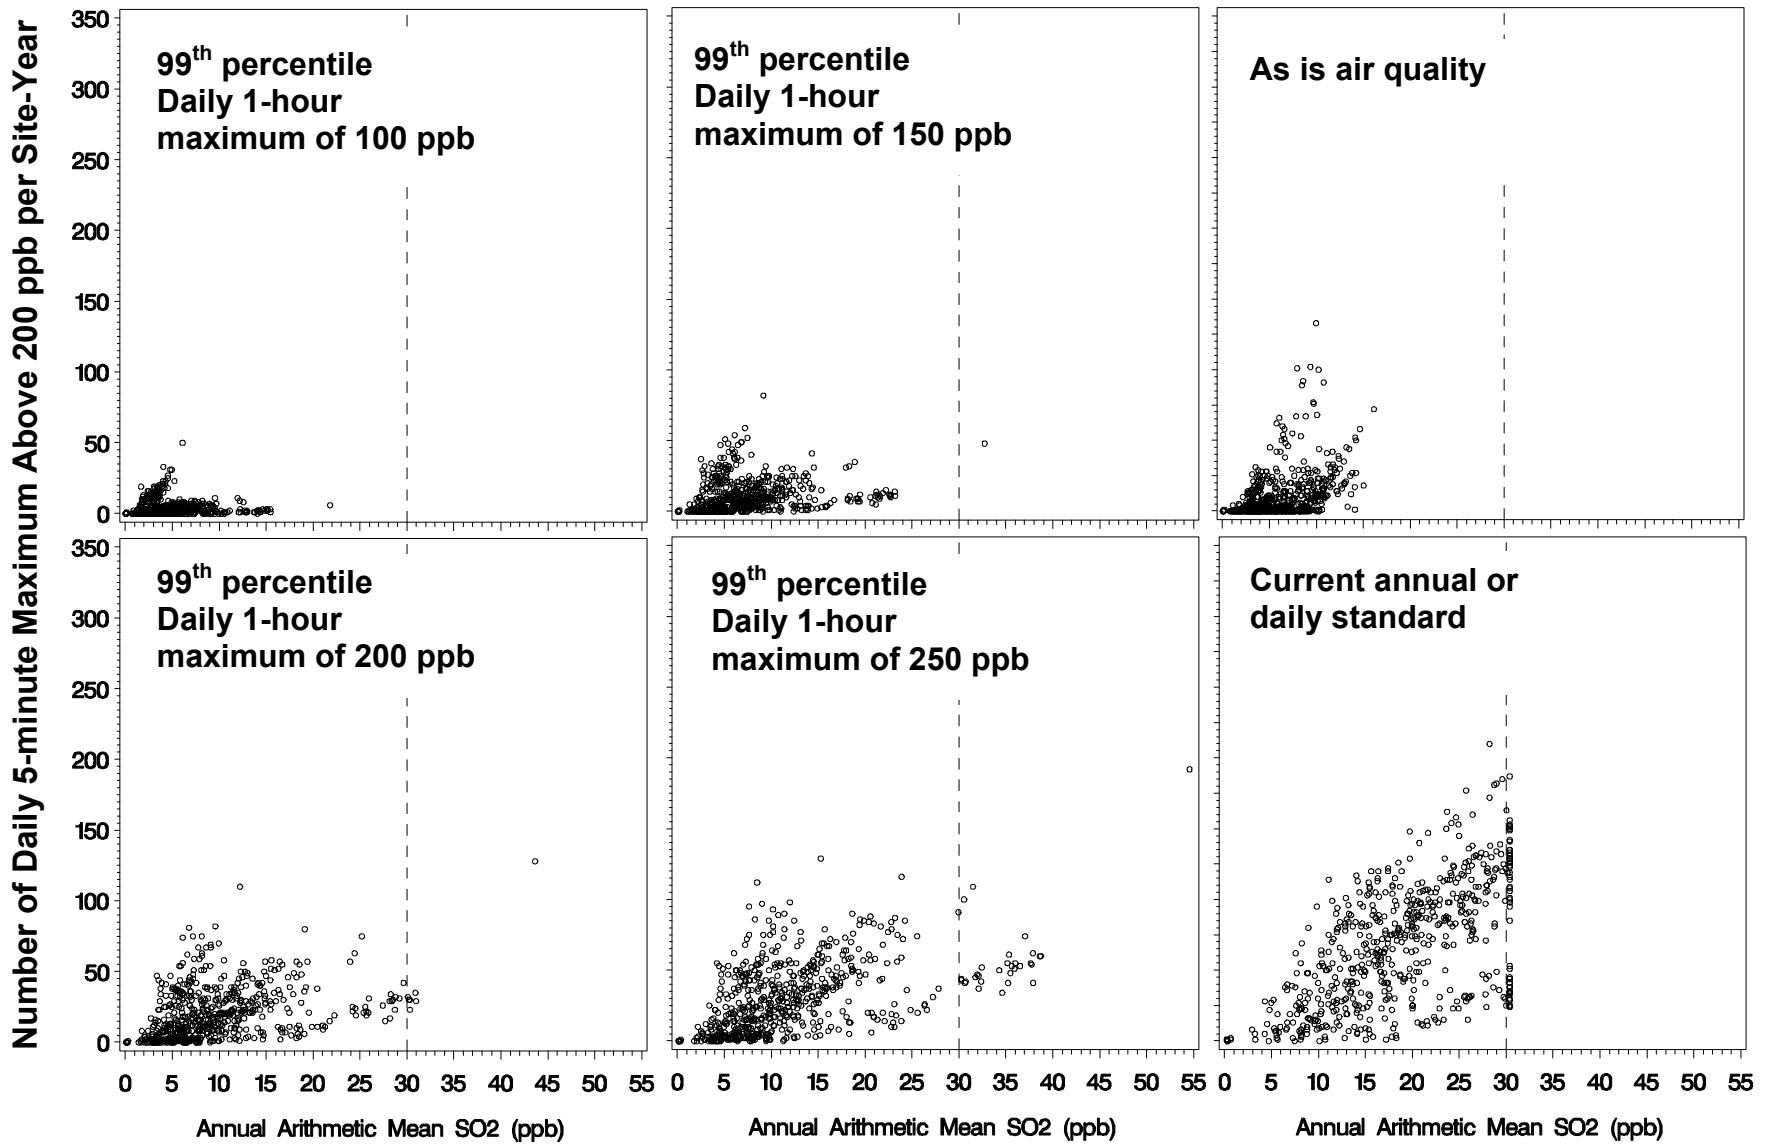 Number of Daily 5-minute Maximum Above 200 ppb per Site-Year
350
300
250
200
150
100
50
0
99th percentile
Daily 1-hour
maximum of 100 ppb
99th percentile
Daily 1-hour
maximum of 150 ppb
As is air quality
350
300
250
200
150
100
50
0
99th percentile
Daily 1-hour
maximum of 200 ppb
99th percentile
Daily 1-hour
maximum of 250 ppb
Current annual or
daily standard
0 5 10 15 20 25 30 35 40 45 50 55
0 5 10 15 20 25 30 35 40 45 50 55
0 5 10 15 20 25 30 35 40 45 50 55
Annual Arithmetic Mean SO2 (ppb)
Annual Arithmetic Mean SO2 (ppb)
Annual Arithmetic Mean SO2 (ppb)